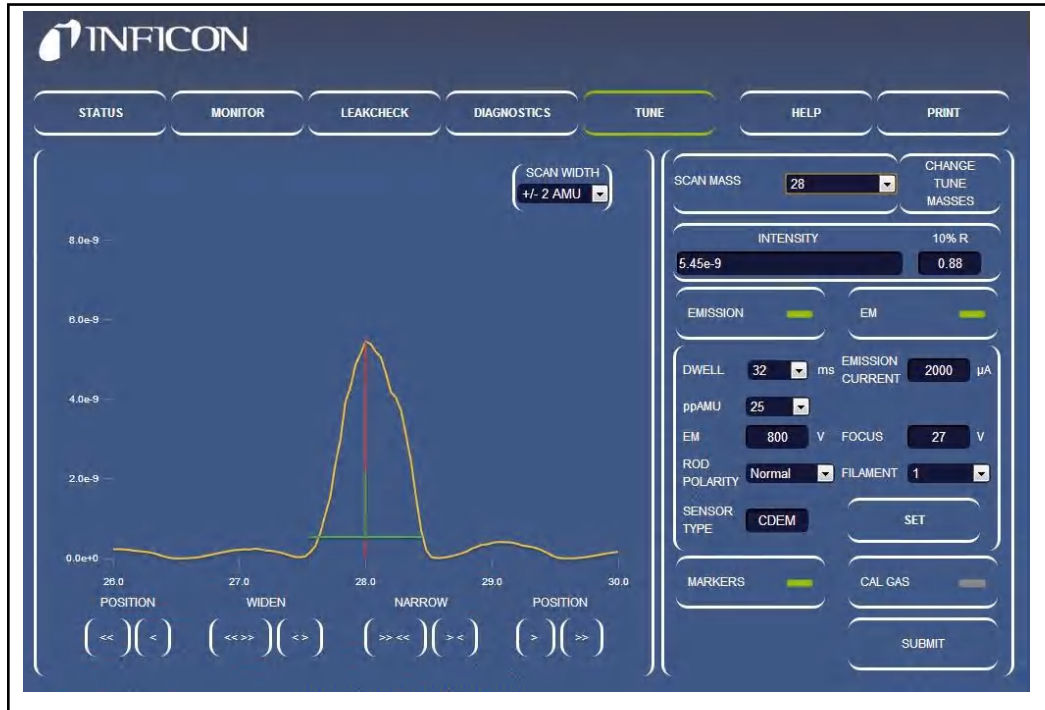 INFICON
STATUS
MONITOR
LEAKCHECK
DIAGNOSTICS
TUNE
HELP
PRINT
SCAN WIDTH
+/- 2 AMU
8.0e-9
6.0e-9
4.0e-9
2.0e-9
0.0e+0
26.0 27.0 28.0 29.0 30.0
POSITION WIDEN NARROW POSITION
<< < <<>> <> >><< >< > >>
SCAN MASS 28
CHANGE
TUNE
MASSES
INTENSITY 10% R
5.45e-9 0.88
EMISSION EM
DWELL 32 ms
EMISSION
CURRENT 2000 µA
ppAMU 25
EM 800 V FOCUS 27 V
ROD
POLARITY Normal FILAMENT 1
SENSOR
TYPE CDEM
SET
MARKERS CAL GAS
SUBMIT